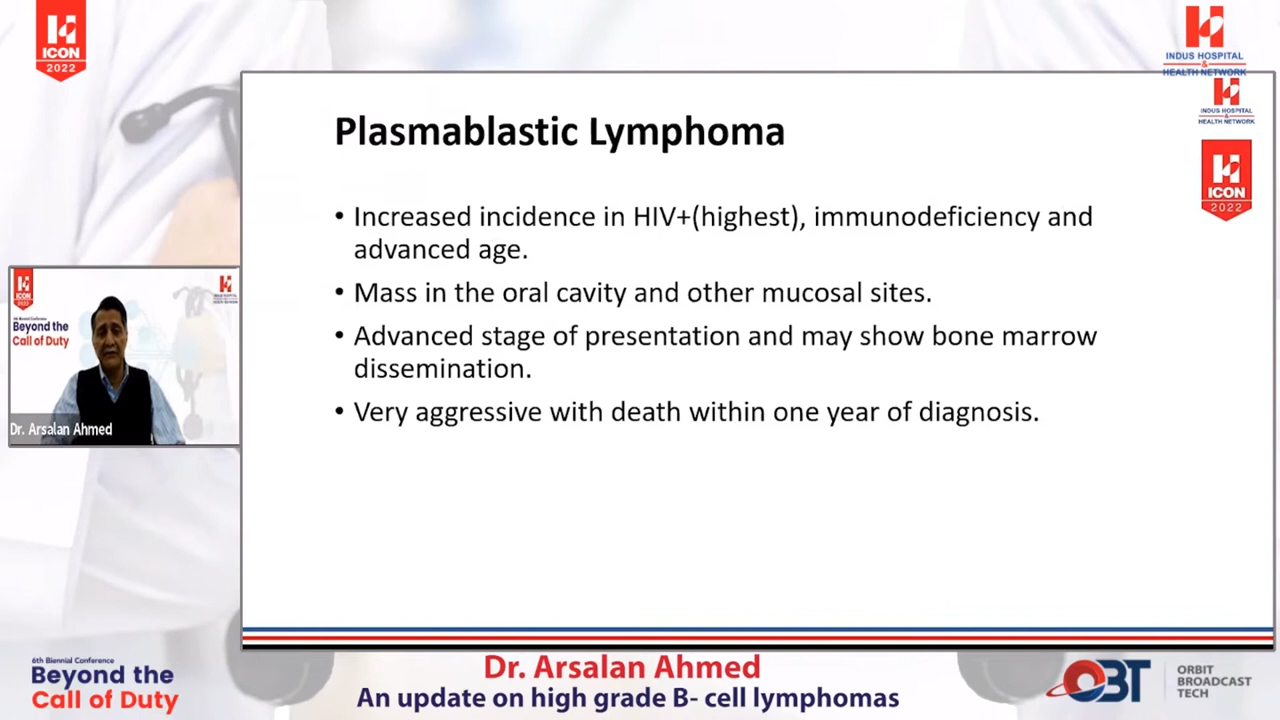 ICON
2022
INDUS HOSPITAL
&
HEALTH NETWORK
INDUS HOSPITAL
&
HEALTH NETWORK
ICON
2022
Plasmablastic Lymphoma
• Increased incidence in HIV+(highest), immunodeficiency and
advanced age.
• Mass in the oral cavity and other mucosal sites.
• Advanced stage of presentation and may show bone marrow
dissemination.
• Very aggressive with death within one year of diagnosis.
ICON
2022
Beyond the
Call of Duty
Dr. Arsalan Ahmed
6th Biennial Conference
Beyond the
Call of Duty
Dr. Arsalan Ahmed
An update on high grade B- cell lymphomas
OBT
ORBIT
BROADCAST
TECH